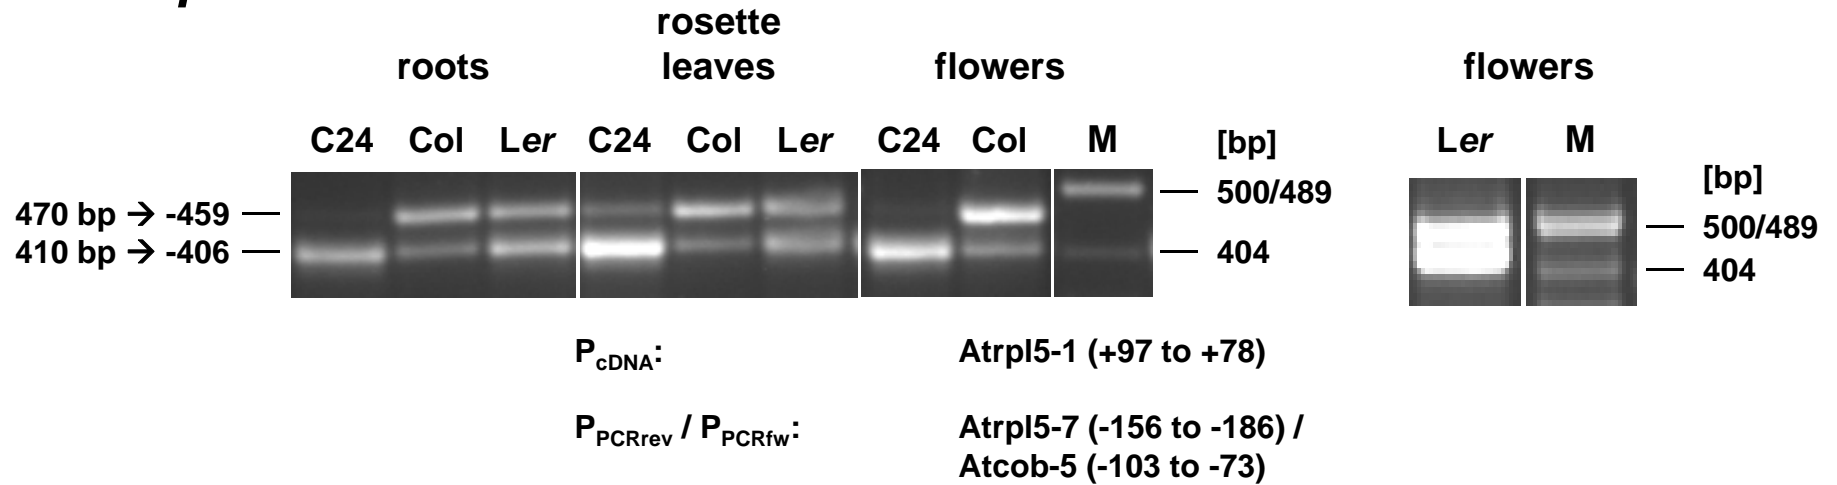 rosette
roots leaves flowers flowers
C24 Col Ler C24 Col Ler C24 Col M [bp] Ler M
[bp]
470 bp → -459 500/489 500/489
410 bp → -406 404 404
PcDNA: Atrpl5-1 (+97 to +78)
PPCRrev / PPCRfw: Atrpl5-7 (-156 to -186) /
Atcob-5 (-103 to -73)